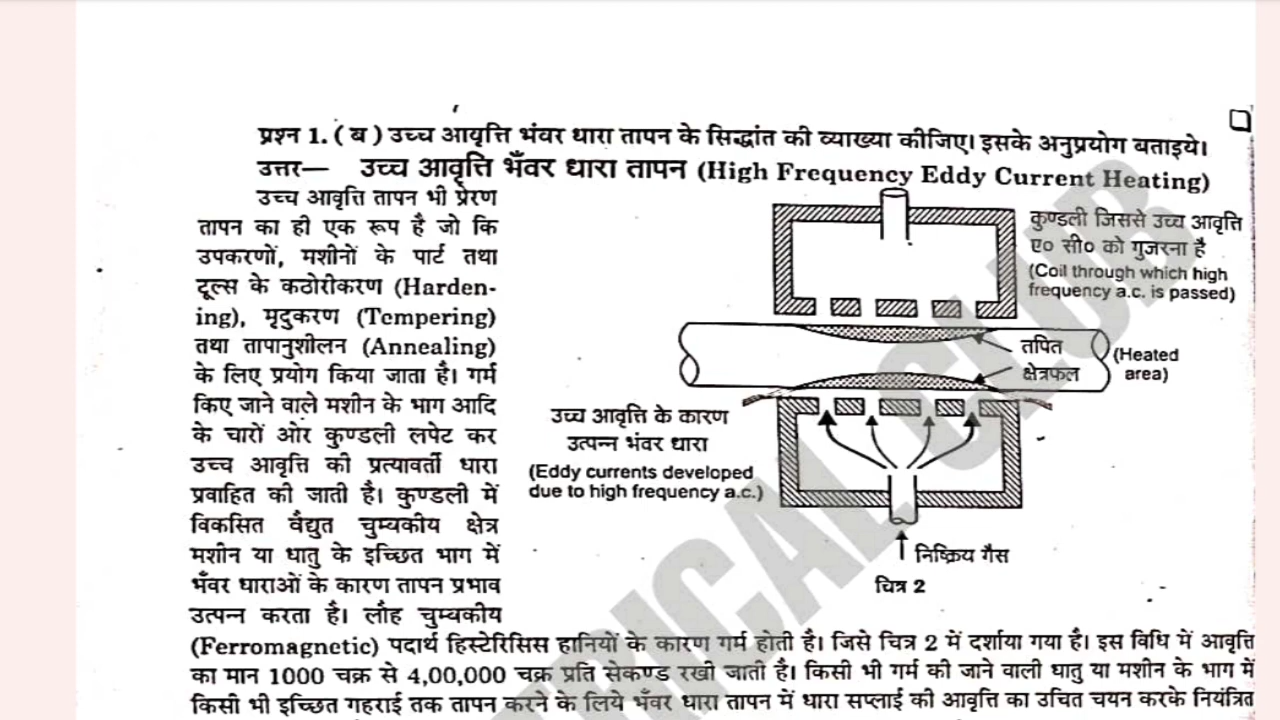 प्रश्न 1. ( ब ) उच्च आयृत्ति भंवर धारा तापन के सिद्धांत की व्याख्या कीजिए। इसके अनुप्रयोग बताइये।
उत्तर— उच्च आवृत्ति भँवर धारा तापन (High Frequency Eddy Current Heating)
उच्च आवृत्ति तापन भी प्रेरण
तापन का ही एक रूप है जो कि
उपकरणों, मशीनों के पार्ट तथा
टूल्स के कठोरीकरण (Harden-
ing), मृदुकरण (Tempering)
तथा तापानुशीलन (Annealing)
के लिए प्रयोग किया जाता है। गर्म
किए जाने वाले मशीन के भाग आदि
के चारों ओर कुण्डली लपेट कर
उच्च आवृत्ति की प्रत्यावर्ती धारा
प्रवाहित की जाती है। कुण्डली में
विकसित वैद्युत चुम्वकीय क्षेत्र
मशीन या धातु के इच्छित भाग में
भँवर धाराओं के कारण तापन प्रभाव
उत्पन्न करता है। लौह चुम्वकीय
कुण्डली जिससे उच्च आवृत्ति
ए० सी० को गुजरना है
(Coil through which high
frequency a.c. is passed)
तपित
क्षेत्रफल
(Heated
area)
उच्च आवृत्ति के कारण
उत्पन्न भंवर धारा
(Eddy currents developed
due to high frequency a.c.)
निष्क्रिय गैस
चित्र 2
(Ferromagnetic) पदार्थ हिस्टेरिसिस हानियों के कारण गर्म होती है। जिसे चित्र 2 में दर्शाया गया है। इस विधि में आवृत्ति
का मान 1000 चक्र से 4,00,000 चक्र प्रति सेकण्ड रखी जाती है। किसी भी गर्म की जाने वाली धातु या मशीन के भाग में
किसी भी इच्छित गहराई तक तापन करने के लिये भँवर धारा तापन में धारा सप्लाई की आवृत्ति का उचित चयन करके नियंत्रित